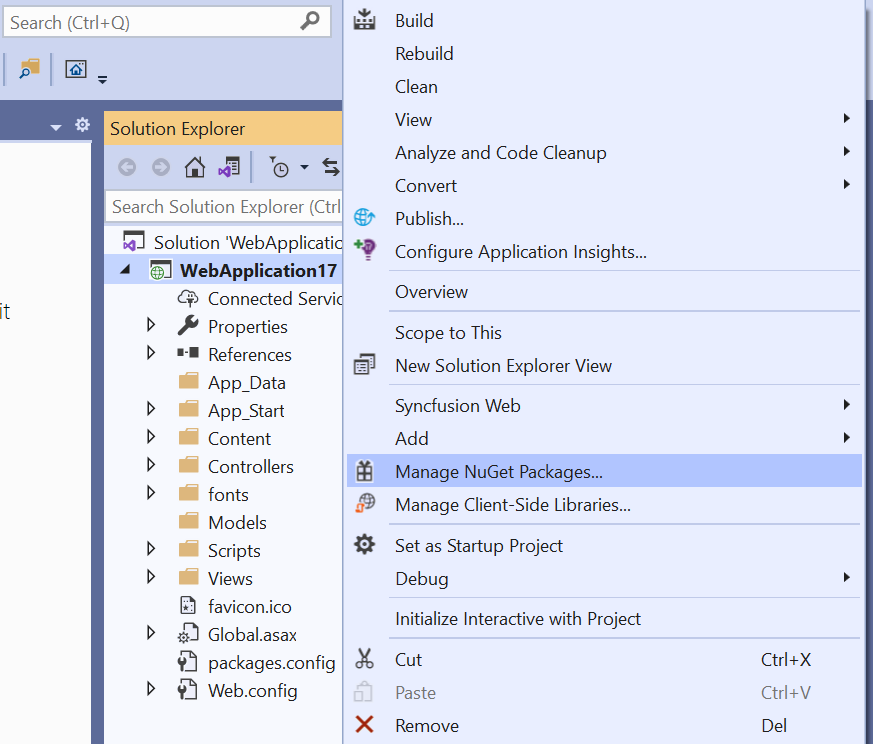 Search (Ctrl+Q)
it
Solution Explorer
Search Solution Explorer (Ctrl
Solution 'WebApplicatio
WebApplication17
Connected Servic
Properties
References
App_Data
App_Start
Content
Controllers
fonts
Models
Scripts
Views
favicon.ico
Global.asax
packages.config
Web.config
Build
Rebuild
Clean
View
Analyze and Code Cleanup
Convert
Publish...
Configure Application Insights...
Overview
Scope to This
New Solution Explorer View
Syncfusion Web
Add
Manage NuGet Packages...
Manage Client-Side Libraries...
Set as Startup Project
Debug
Initialize Interactive with Project
Cut Ctrl+X
Paste Ctrl+V
Remove Del